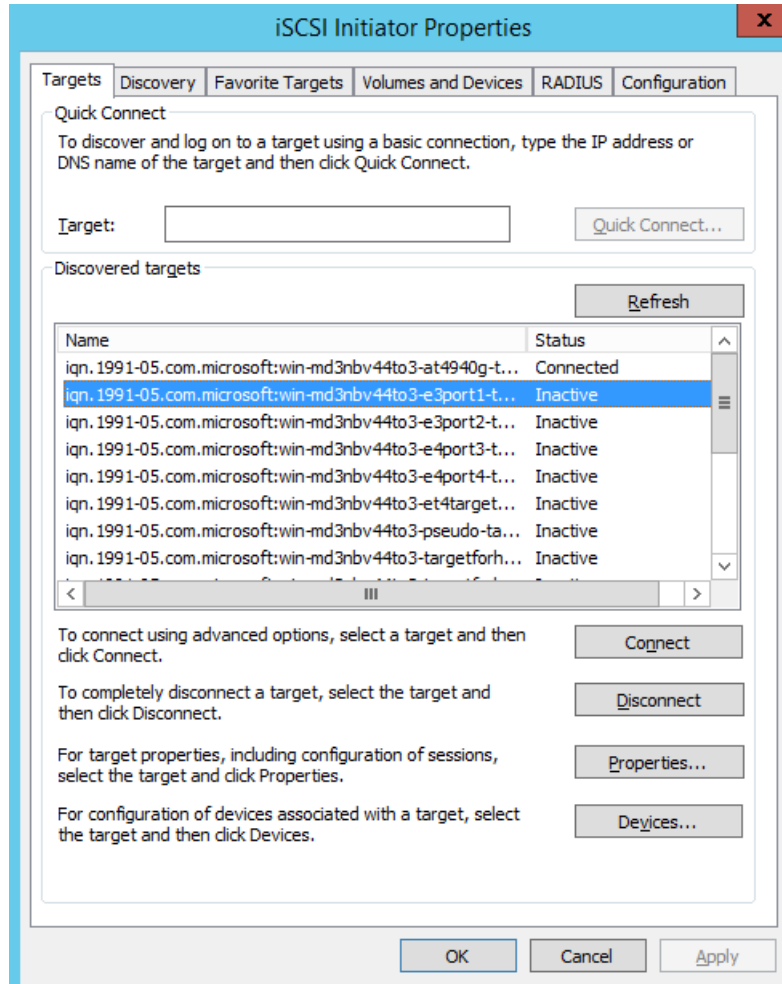 iSCSI Initiator Properties
x
Targets Discovery Favorite Targets Volumes and Devices RADIUS Configuration
Quick Connect
To discover and log on to a target using a basic connection, type the IP address or
DNS name of the target and then click Quick Connect.
Target: Quick Connect...
Discovered targets
Refresh
Name Status
iqn.1991-05.com.microsoft:win-md3nbv44to3-at4940g-t... Connected
iqn.1991-05.com.microsoft:win-md3nbv44to3-e3port1-t... Inactive
iqn.1991-05.com.microsoft:win-md3nbv44to3-e3port2-t... Inactive
iqn.1991-05.com.microsoft:win-md3nbv44to3-e4port3-t... Inactive
iqn.1991-05.com.microsoft:win-md3nbv44to3-e4port4-t... Inactive
iqn.1991-05.com.microsoft:win-md3nbv44to3-et4target... Inactive
iqn.1991-05.com.microsoft:win-md3nbv44to3-pseudo-ta... Inactive
iqn.1991-05.com.microsoft:win-md3nbv44to3-targetforh... Inactive
To connect using advanced options, select a target and then
click Connect.
Connect
To completely disconnect a target, select the target and
then click Disconnect.
Disconnect
For target properties, including configuration of sessions,
select the target and click Properties.
Properties...
For configuration of devices associated with a target, select
the target and then click Devices.
Devices...
OK Cancel Apply